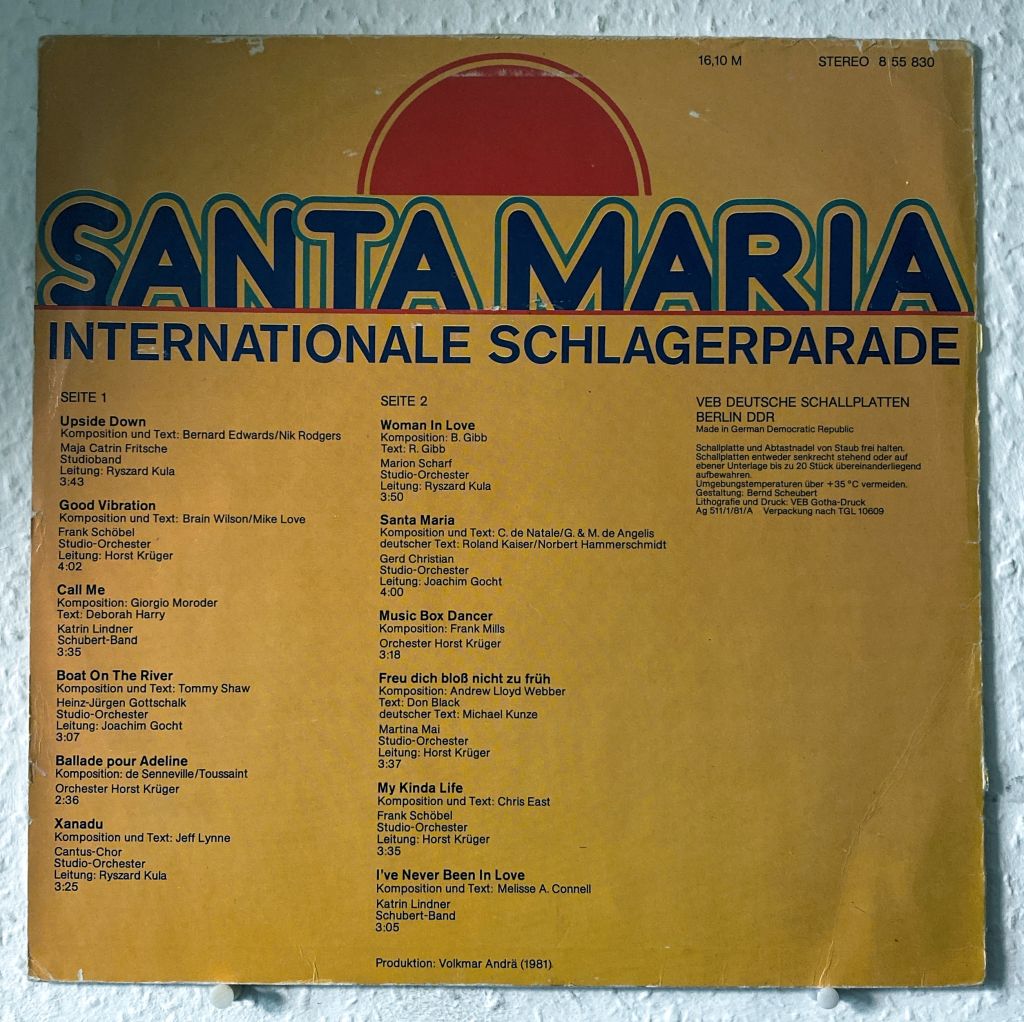 16,10 M
STEREO 8 55 830
SANTA MARIA
INTERNATIONALE SCHLAGERPARADE
SEITE 1
Upside Down
Komposition und Text: Bernard Edwards/Nik Rodgers
Maja Catrin Fritsche
Studioband
Leitung: Ryszard Kula
3:43
Good Vibration
Komposition und Text: Brain Wilson/Mike Love
Frank Schöbel
Studio-Orchester
Leitung: Horst Krüger
4:02
Call Me
Komposition: Giorgio Moroder
Text: Deborah Harry
Katrin Lindner
Schubert-Band
3:35
Boat On The River
Komposition und Text: Tommy Shaw
Heinz-Jürgen Gottschalk
Studio-Orchester
Leitung: Joachim Gocht
3:07
Ballade pour Adeline
Komposition: de Senneville/Toussaint
Orchester Horst Krüger
2:36
Xanadu
Komposition und Text: Jeff Lynne
Cantus-Chor
Studio-Orchester
Leitung: Ryszard Kula
3:25
SEITE 2
Woman In Love
Komposition: B. Gibb
Text: R. Gibb
Marion Scharf
Studio-Orchester
Leitung: Ryszard Kula
3:50
Santa Maria
Komposition und Text: C. de Natale/G. & M. de Angelis
deutscher Text: Roland Kaiser/Norbert Hammerschmidt
Gerd Christian
Studio-Orchester
Leitung: Joachim Gocht
4:00
Music Box Dancer
Komposition: Frank Mills
Orchester Horst Krüger
3:18
Freu dich bloß nicht zu früh
Komposition: Andrew Lloyd Webber
Text: Don Black
deutscher Text: Michael Kunze
Martina Mai
Studio-Orchester
Leitung: Horst Krüger
3:37
My Kinda Life
Komposition und Text: Chris East
Frank Schöbel
Studio-Orchester
Leitung: Horst Krüger
3:35
I've Never Been In Love
Komposition und Text: Melisse A. Connell
Katrin Lindner
Schubert-Band
3:05
Produktion: Volkmar Andrä (1981)
VEB DEUTSCHE SCHALLPLATTEN
BERLIN DDR
Made in German Democratic Republic
Schallplatte und Abtastnadel von Staub frei halten.
Schallplatten entweder senkrecht stehend oder auf
ebener Unterlage bis zu 20 Stück übereinanderliegend
aufbewahren.
Umgebungstemperaturen über +35 °C vermeiden.
Gestaltung: Bernd Scheubert
Lithografie und Druck: VEB Gotha-Druck
Ag 511/1/81/A Verpackung nach TGL 10609